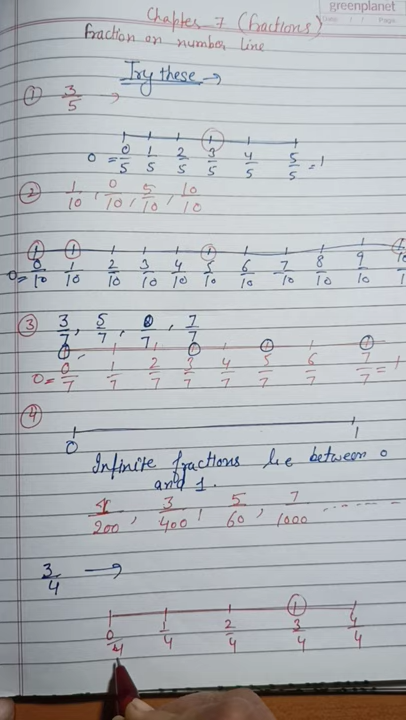 greenplanet
Date: Page:
Chapter 7 (fractions)
Fraction on number line
Try these →
① 3/5 →
0 = 0/5 1/5 2/5 3/5 4/5 5/5 = 1
② 1/10, 0/10, 5/10, 10/10
0 = 0/10 1/10 2/10 3/10 4/10 5/10 6/10 7/10 8/10 9/10 10/1
③ 3/7, 5/7, 0/7, 7/7
0 = 0/7 1/7 2/7 3/7 4/7 5/7 6/7 7/7 = 1
④
0 1
Infinite fractions lie between 0
and 1.
1/200, 3/400, 5/60, 7/1000, ........
3/4 →
0/4 1/4 2/4 3/4 4/4